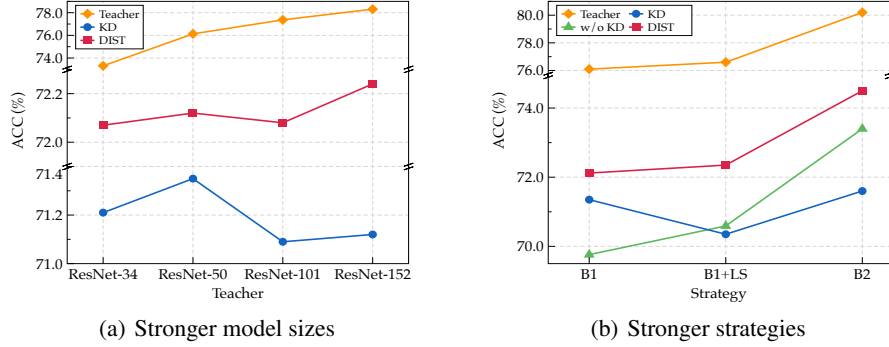 Teacher
KD
DIST
ACC (%)
78.0
76.0
74.0
72.2
72.0
71.4
71.2
71.0
ResNet-34 ResNet-50 ResNet-101 ResNet-152
Teacher
(a) Stronger model sizes
Teacher KD
w/o KD DIST
ACC (%)
80.0
78.0
76.0
74.0
72.0
70.0
B1 B1+LS B2
Strategy
(b) Stronger strategies